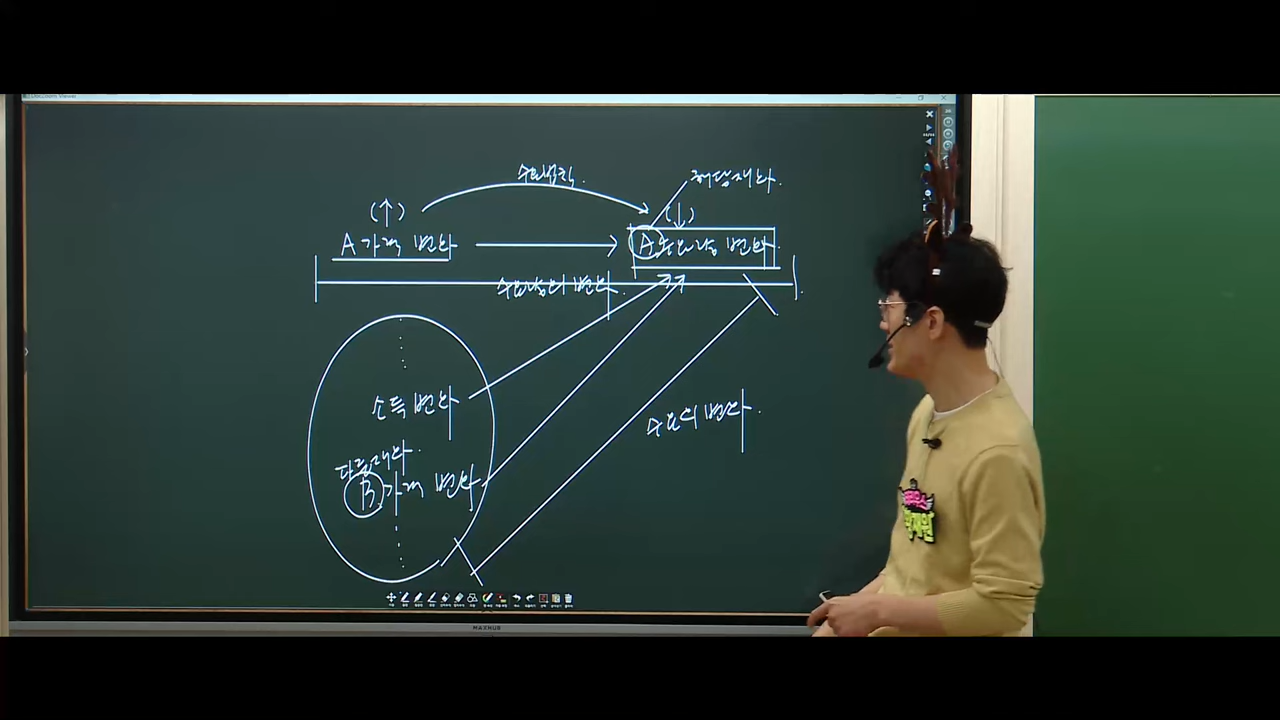 수요법칙.
해당재화.
(↑)
(↓)
A 가격 변화
A 수요량 변화
수요량의 변화.
소득 변화
수요의 변화.
다른재화.
B 가격 변화
MAXHUB